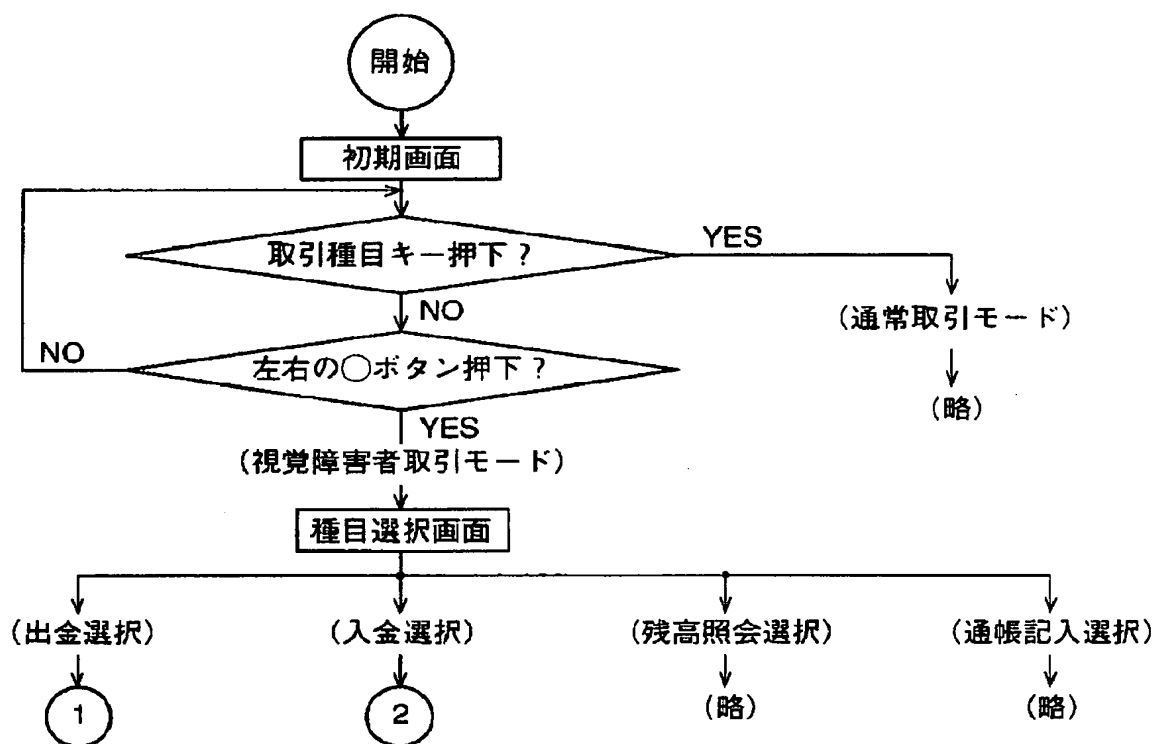 開始
初期画面
取引種目キー押下?
YES
NO
(通常取引モード)
NO
左右の○ボタン押下?
(略)
YES
(視覚障害者取引モード)
種目選択画面
(出金選択)
(入金選択)
(残高照会選択)
(通帳記入選択)
1
2
(略)
(略)